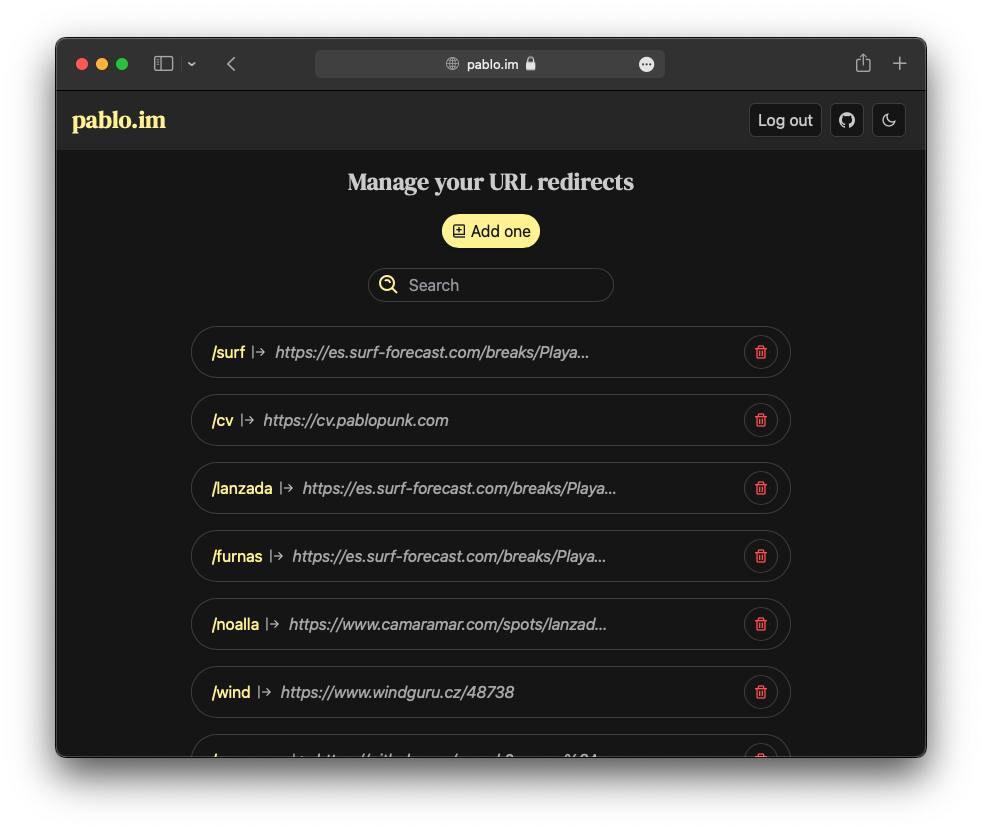 pablo.im
pablo.im
Log out
Manage your URL redirects
Add one
Search
/surf |→ https://es.surf-forecast.com/breaks/Playa...
/cv |→ https://cv.pablopunk.com
/lanzada |→ https://es.surf-forecast.com/breaks/Playa...
/furnas |→ https://es.surf-forecast.com/breaks/Playa...
/noalla |→ https://www.camaramar.com/spots/lanzad...
/wind |→ https://www.windguru.cz/48738